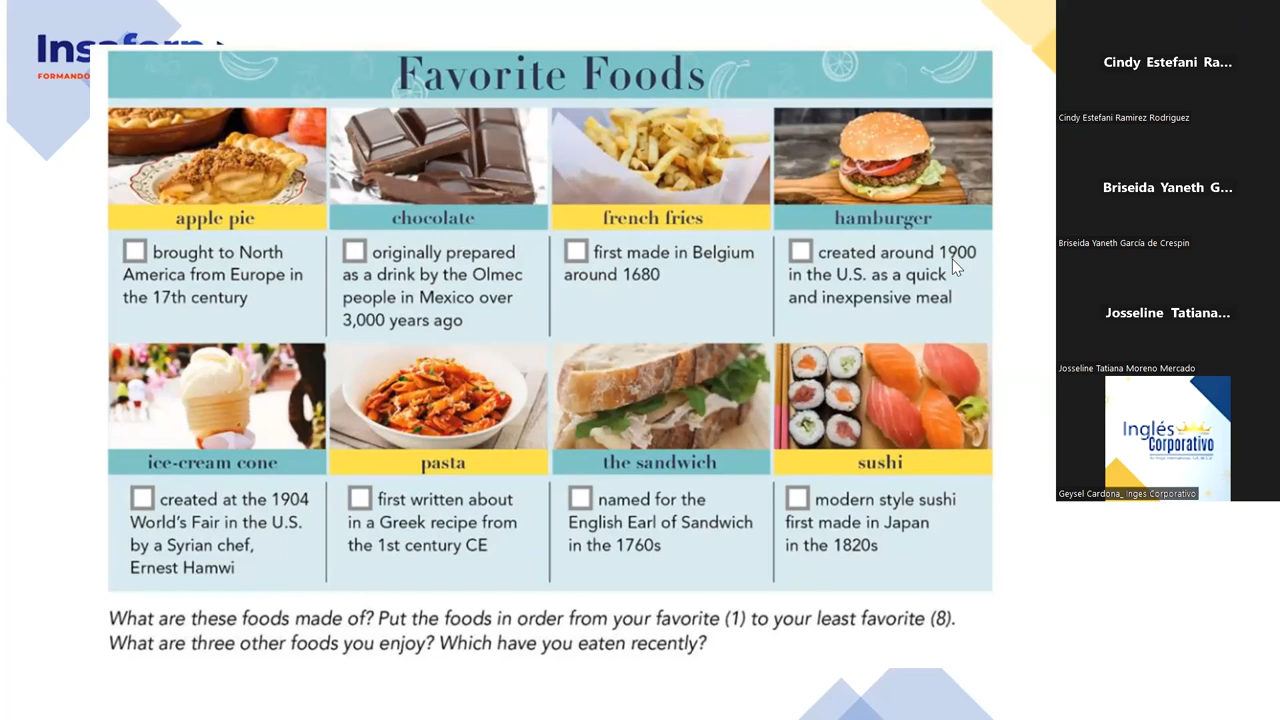 FORMANDO
Favorite Foods
apple pie
brought to North
America from Europe in
the 17th century
chocolate
originally prepared
as a drink by the Olmec
people in Mexico over
3,000 years ago
french fries
first made in Belgium
around 1680
hamburger
created around 1900
in the U.S. as a quick
and inexpensive meal
ice-cream cone
created at the 1904
World's Fair in the U.S.
by a Syrian chef,
Ernest Hamwi
pasta
first written about
in a Greek recipe from
the 1st century CE
the sandwich
named for the
English Earl of Sandwich
in the 1760s
sushi
modern style sushi
first made in Japan
in the 1820s
What are these foods made of? Put the foods in order from your favorite (1) to your least favorite (8).
What are three other foods you enjoy? Which have you eaten recently?
Cindy Estefani Ra...
Cindy Estefani Ramirez Rodriguez
Briseida Yaneth G...
Briseida Yaneth García de Crespin
Josseline Tatiana...
Josseline Tatiana Moreno Mercado
Inglés
Corporativo
Geysel Cardona_ Inges Corporativo